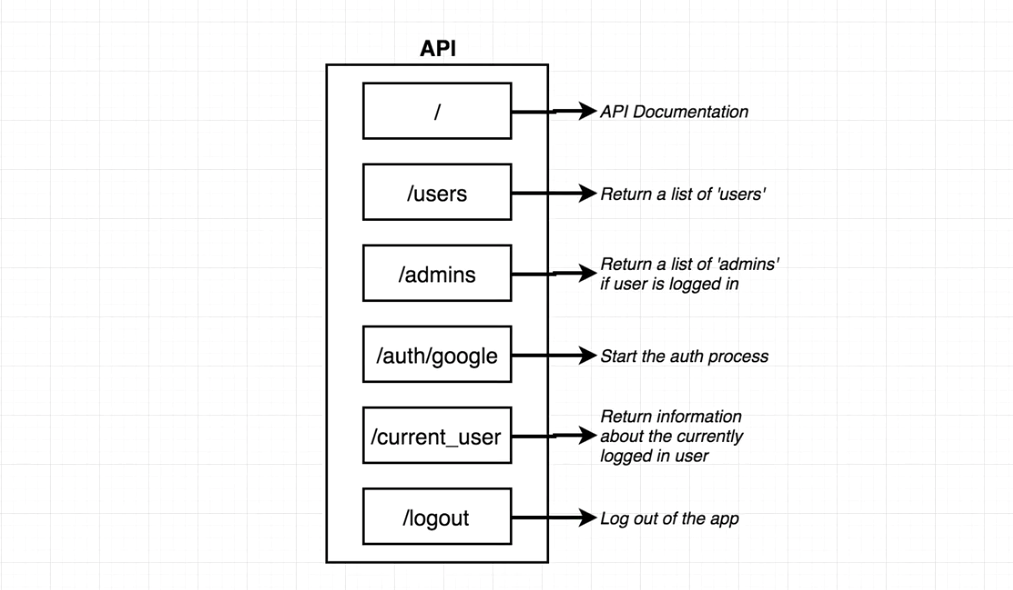 API
/
API Documentation
/users
Return a list of 'users'
/admins
Return a list of 'admins'
if user is logged in
/auth/google
Start the auth process
/current_user
Return information
about the currently
logged in user
/logout
Log out of the app